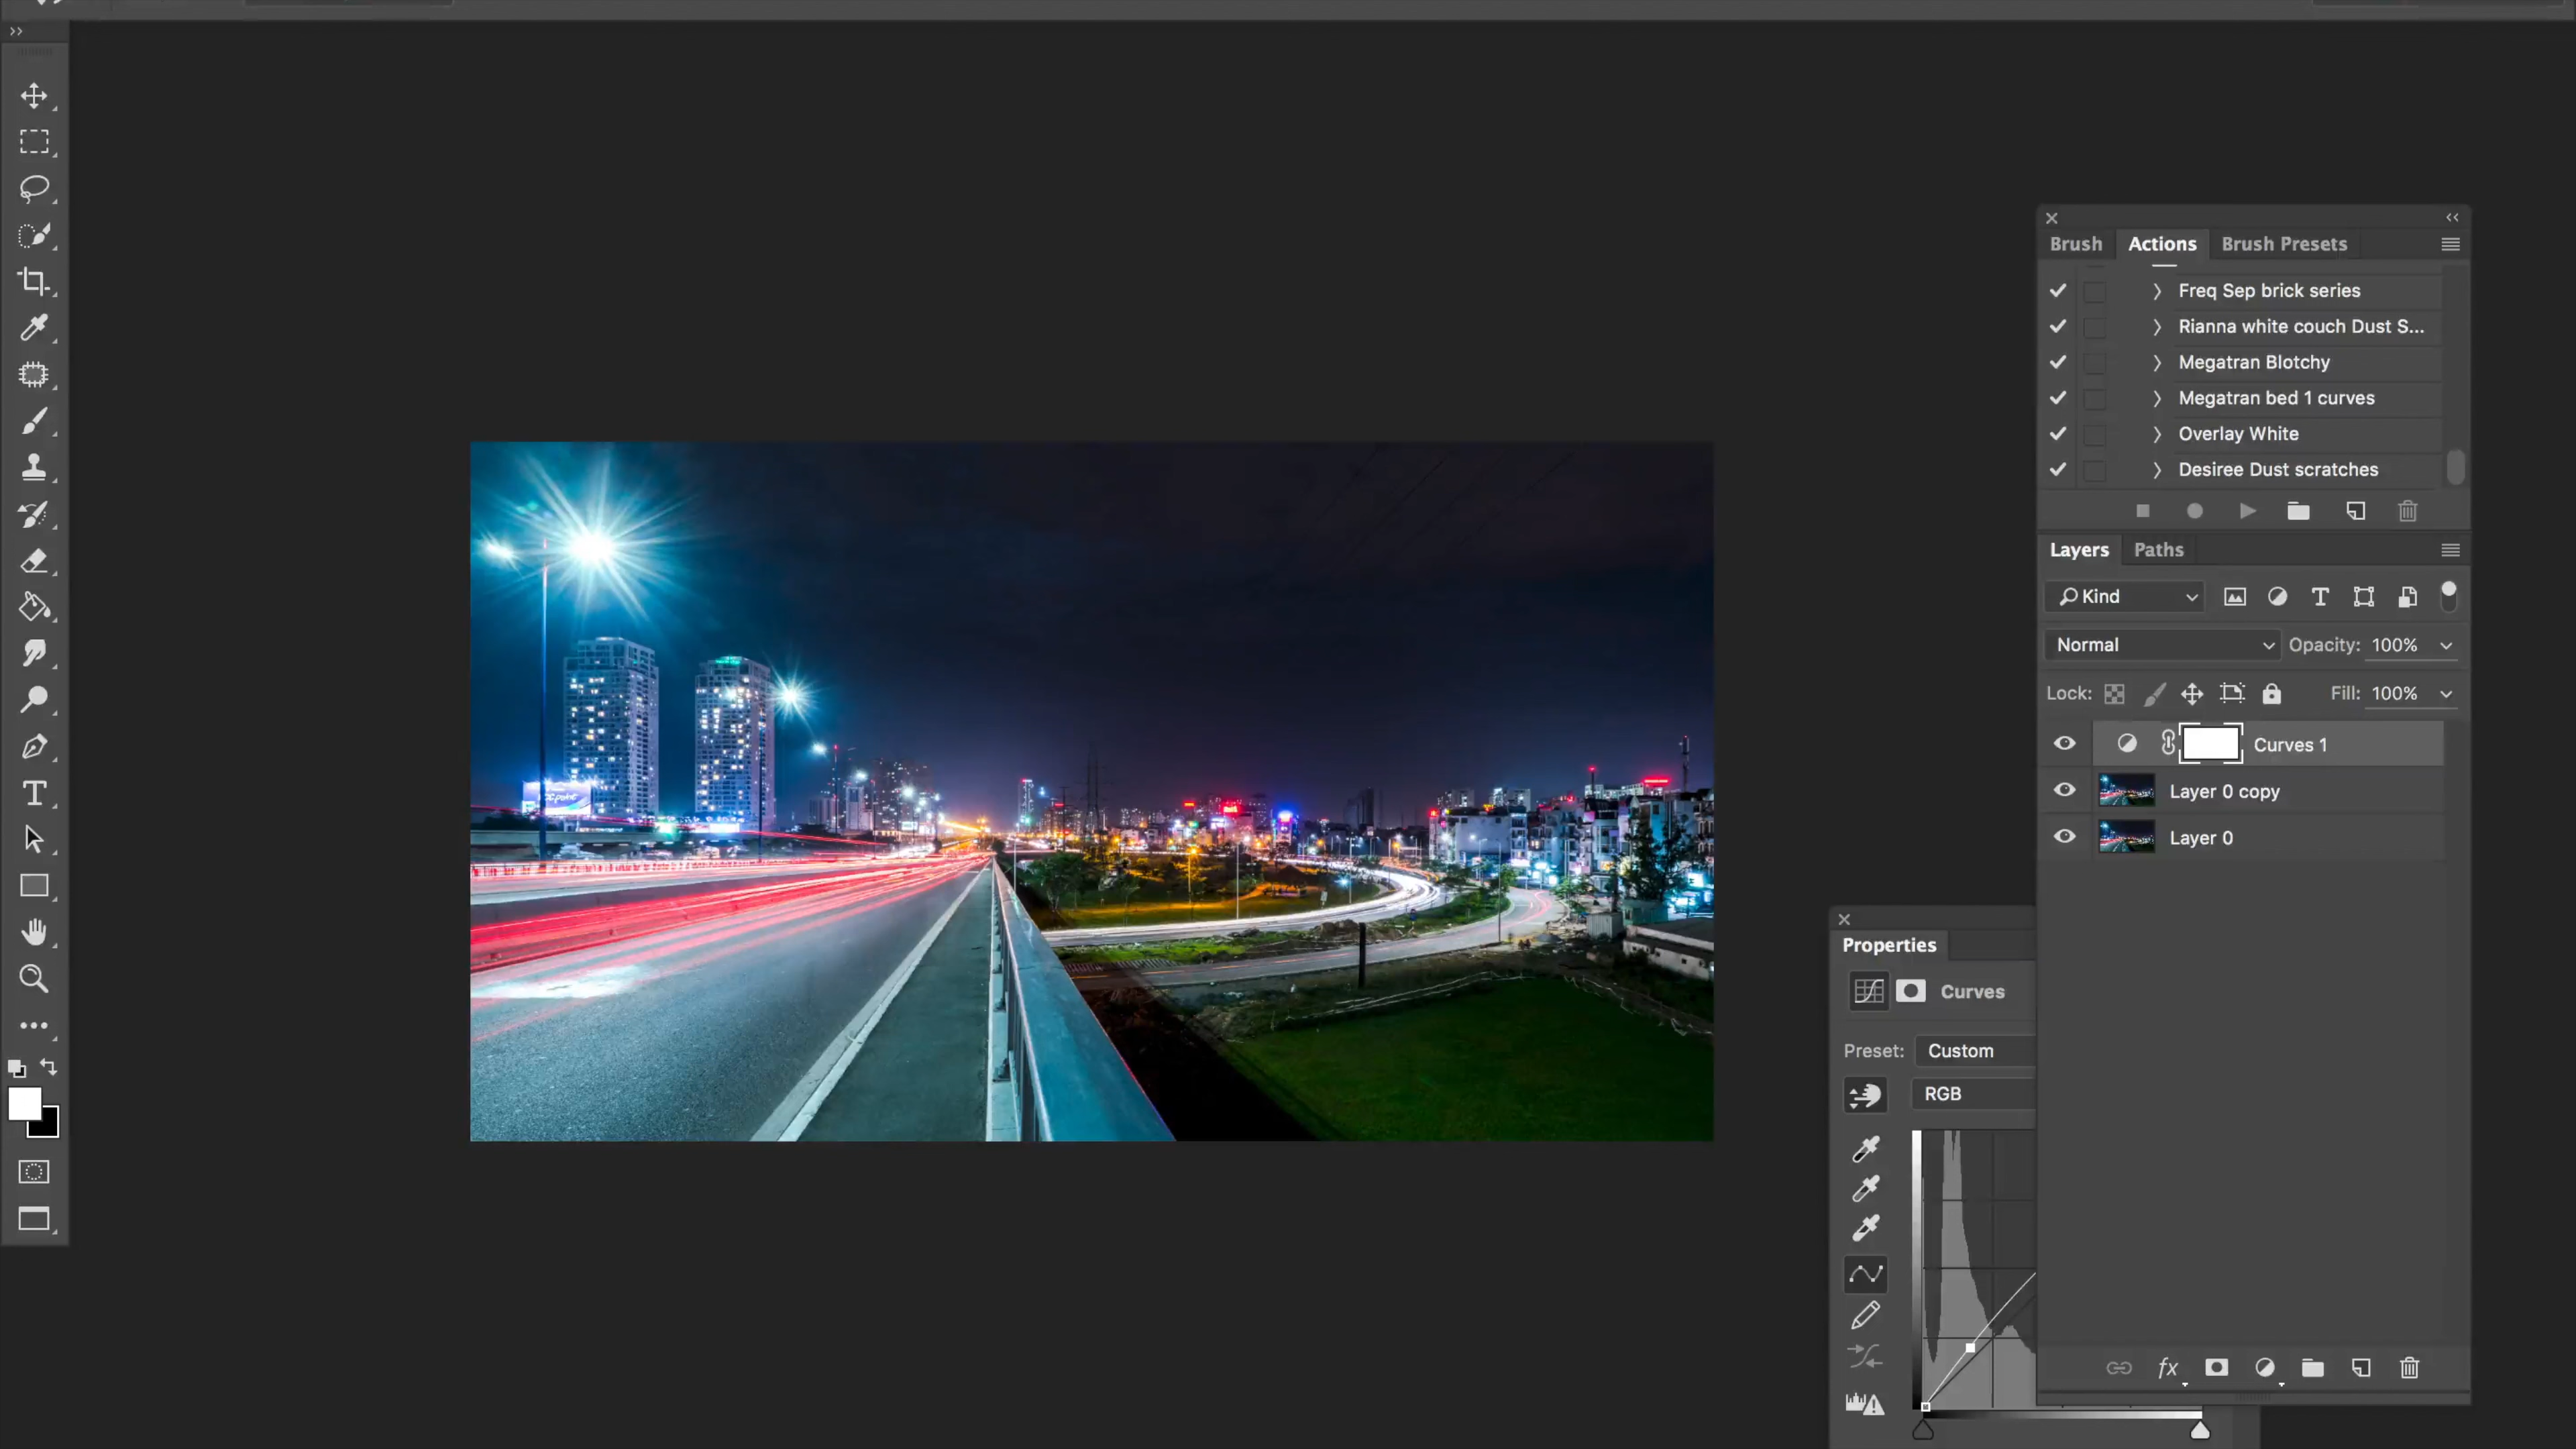 Brush Actions Brush Presets
Freq Sep brick series
Rianna white couch Dust S...
Megatran Blotchy
Megatran bed 1 curves
Overlay White
Desiree Dust scratches
Layers Paths
Kind
Normal Opacity: 100%
Lock: Fill: 100%
Curves 1
Layer 0 copy
Layer 0
Properties
Curves
Preset: Custom
RGB
fx